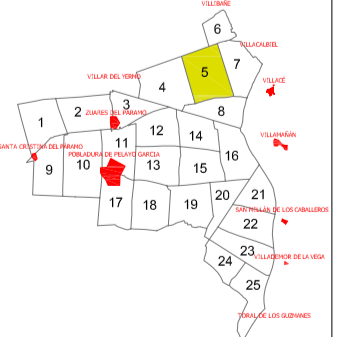 VILLIBAÑE
6
VILLACALBIEL
5
7
VILLAR DEL YERMO
4
VILLACÉ
3
2
ZUARES DEL PÁRAMO
8
1
12
14
VILLAMAÑÁN
11
SANTA CRISTINA DEL PÁRAMO
POBLADURA DE PELAYO GARCIA
16
9
10
13
15
20
21
17
18
19
SAN MILLÁN DE LOS CABALLEROS
22
23
VILLADEMOR DE LA VEGA
24
25
TORAL DE LOS GUZMANES